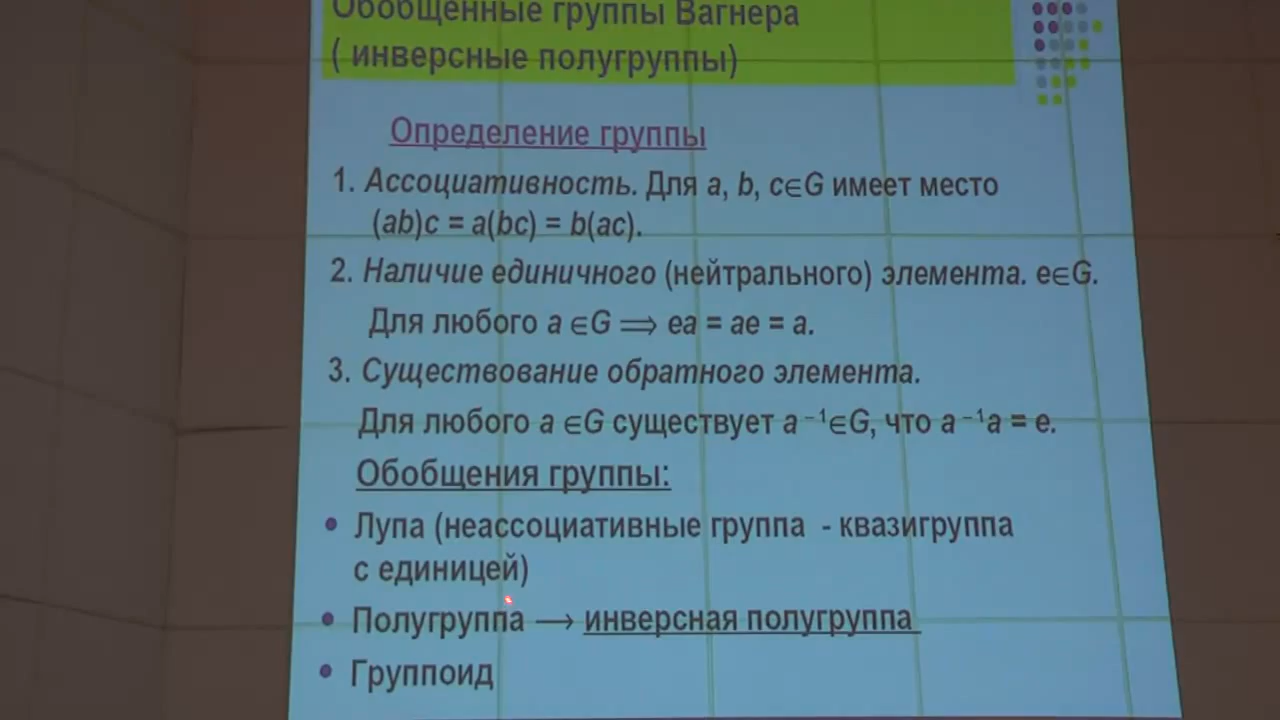 Обобщенные группы Вагнера
( инверсные полугруппы)
Определение группы
1. Ассоциативность. Для a, b, c∈G имеет место
(ab)c = a(bc) = b(ac).
2. Наличие единичного (нейтрального) элемента. e∈G.
Для любого a ∈G ⟹ ea = ae = a.
3. Существование обратного элемента.
Для любого a ∈G существует a ⁻¹∈G, что a ⁻¹a = e.
Обобщения группы:
• Лупа (неассоциативные группа - квазигруппа
с единицей)
• Полугруппа ⟶ инверсная полугруппа
• Группоид